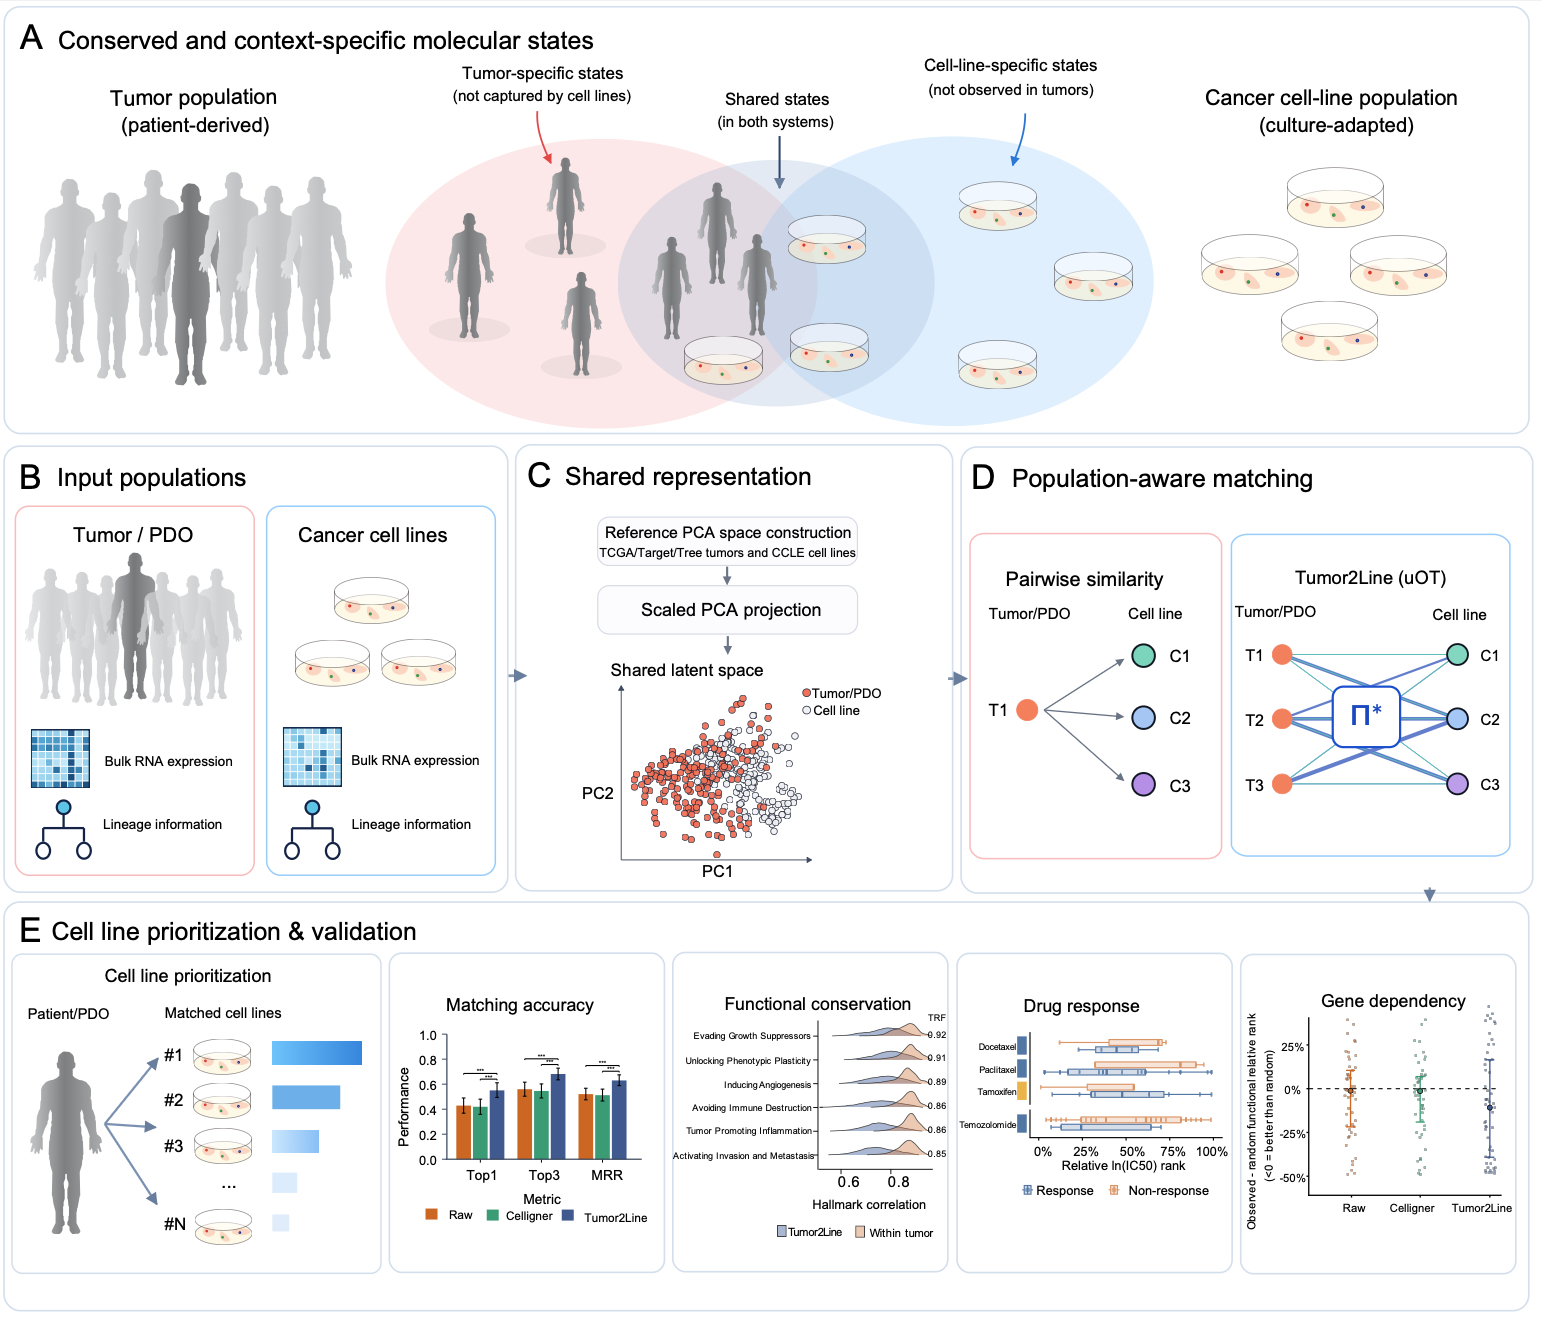 A Conserved and context-specific molecular states
Tumor population
(patient-derived)
Tumor-specific states
(not captured by cell lines)
Shared states
(in both systems)
Cell-line-specific states
(not observed in tumors)
Cancer cell-line population
(culture-adapted)
B Input populations
Tumor / PDO
Bulk RNA expression
Lineage information
Cancer cell lines
Bulk RNA expression
Lineage information
C Shared representation
Reference PCA space construction
TCGA/Target/Tree tumors and CCLE cell lines
Scaled PCA projection
Shared latent space
Tumor/PDO
Cell line
PC2
PC1
D Population-aware matching
Pairwise similarity
Tumor/PDO
Cell line
T1
C1
C2
C3
Tumor2Line (uOT)
Tumor/PDO
Cell line
T1
T2
T3
Π*
C1
C2
C3
E Cell line prioritization & validation
Cell line prioritization
Patient/PDO
Matched cell lines
#1
#2
#3
...
#N
Matching accuracy
Performance
1.0
0.8
0.6
0.4
0.2
0.0
***
***
***
***
***
***
Top1
Top3
MRR
Metric
Raw
Celligner
Tumor2Line
Functional conservation
TRF
Evading Growth Suppressors
0.92
Unlocking Phenotypic Plasticity
0.91
Inducing Angiogenesis
0.89
Avoiding Immune Destruction
0.86
Tumor Promoting Inflammation
0.86
Activating Invasion and Metastasis
0.85
0.6
0.8
Hallmark correlation
Tumor2Line
Within tumor
Drug response
Docetaxel
Paclitaxel
Tamoxifen
Temozolomide
0%
25%
50%
75%
100%
Relative ln(IC50) rank
Response
Non-response
Gene dependency
Observed - random functional relative rank
(<0 = better than random)
25%
0%
-25%
-50%
Raw
Celligner
Tumor2Line